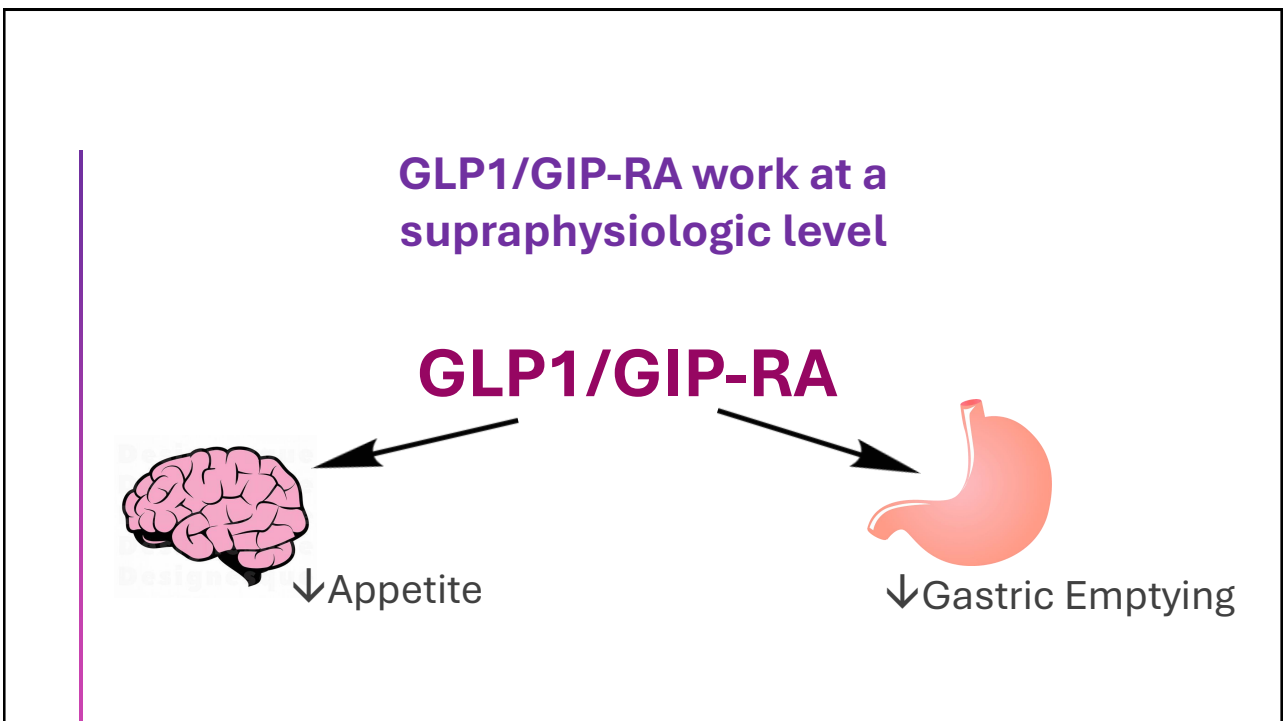 GLP1/GIP-RA work at a
supraphysiologic level
GLP1/GIP-RA
↓Appetite
↓Gastric Emptying